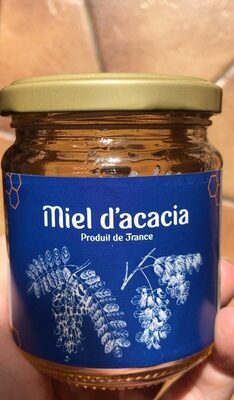 Miel d'acacia
Produit de France